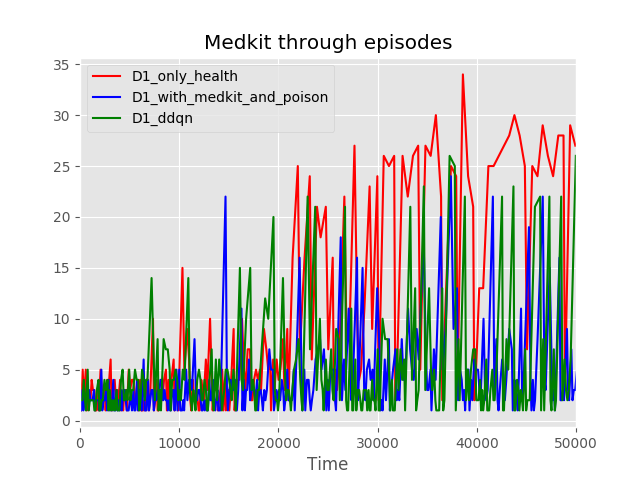 Medkit through episodes
D1_only_health
D1_with_medkit_and_poison
D1_ddqn
35
30
25
20
15
10
5
0
0 10000 20000 30000 40000 50000
Time